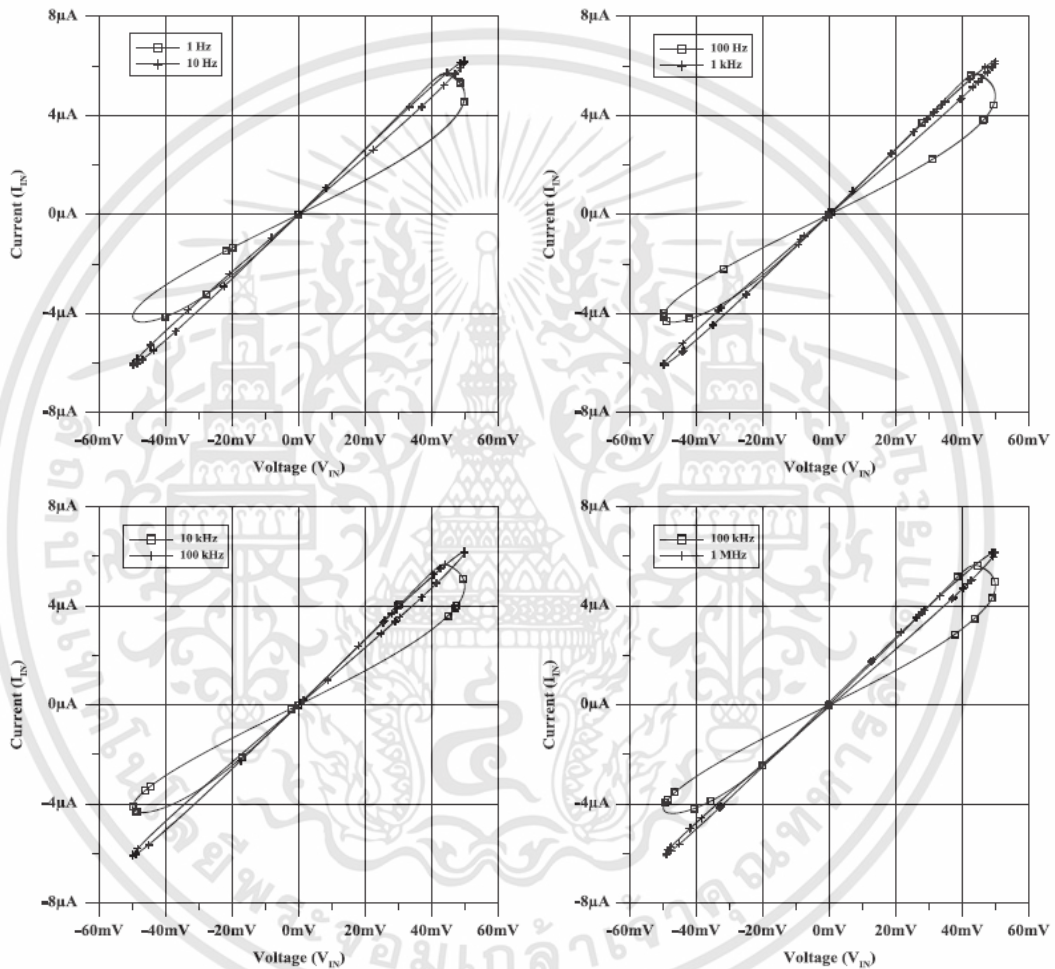 8µA
4µA
0µA
-4µA
-8µA
Current (I_IN)
1 Hz
10 Hz
-60mV -40mV -20mV 0mV 20mV 40mV 60mV
Voltage (V_IN)
8µA
4µA
0µA
-4µA
-8µA
Current (I_IN)
100 Hz
1 kHz
-60mV -40mV -20mV 0mV 20mV 40mV 60mV
Voltage (V_IN)
8µA
4µA
0µA
-4µA
-8µA
Current (I_IN)
10 kHz
100 kHz
-60mV -40mV -20mV 0mV 20mV 40mV 60mV
Voltage (V_IN)
8µA
4µA
0µA
-4µA
-8µA
Current (I_IN)
100 kHz
1 MHz
-60mV -40mV -20mV 0mV 20mV 40mV 60mV
Voltage (V_IN)